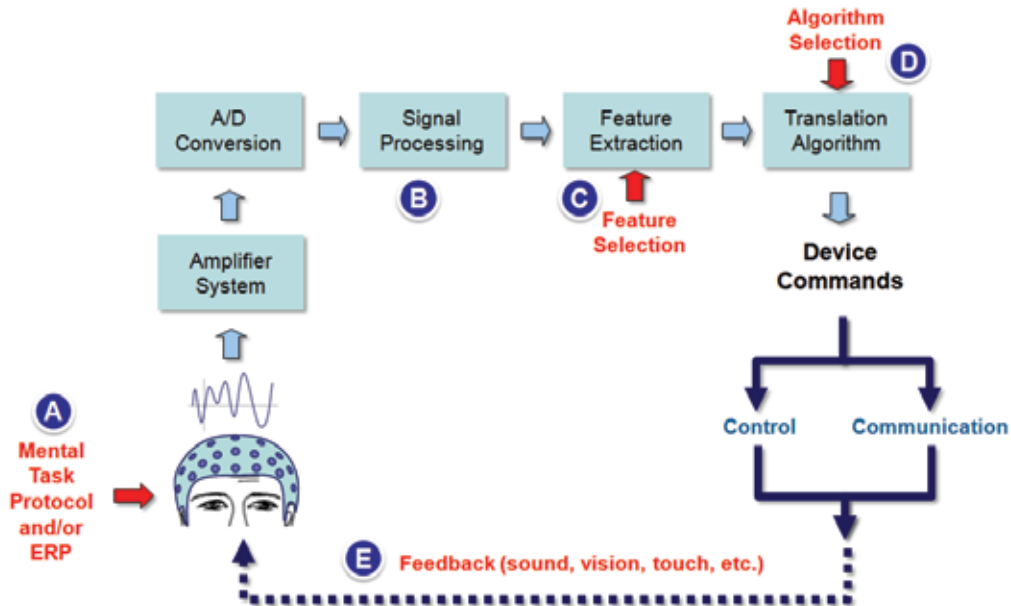 Algorithm
Selection
D
A/D
Conversion
Signal
Processing
Feature
Extraction
Translation
Algorithm
B
C
Feature
Selection
Amplifier
System
Device
Commands
A
Mental
Task
Protocol
and/or
ERP
Control
Communication
E
Feedback (sound, vision, touch, etc.)